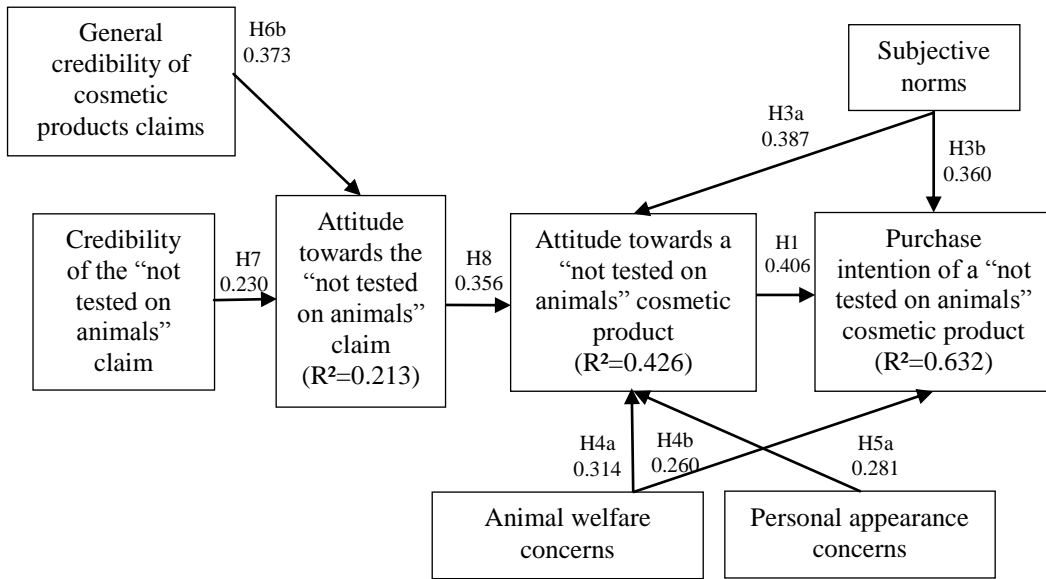 General
credibility of
cosmetic
products claims
H6b
0.373
Subjective
norms
H3a
0.387
H3b
0.360
Credibility
of the “not
tested on
animals”
claim
H7
0.230
Attitude
towards the
“not tested
on animals”
claim
(R²=0.213)
H8
0.356
Attitude towards a
“not tested on
animals” cosmetic
product
(R²=0.426)
H1
0.406
Purchase
intention of a “not
tested on animals”
cosmetic product
(R²=0.632)
H4a
0.314
H4b
0.260
H5a
0.281
Animal welfare
concerns
Personal appearance
concerns